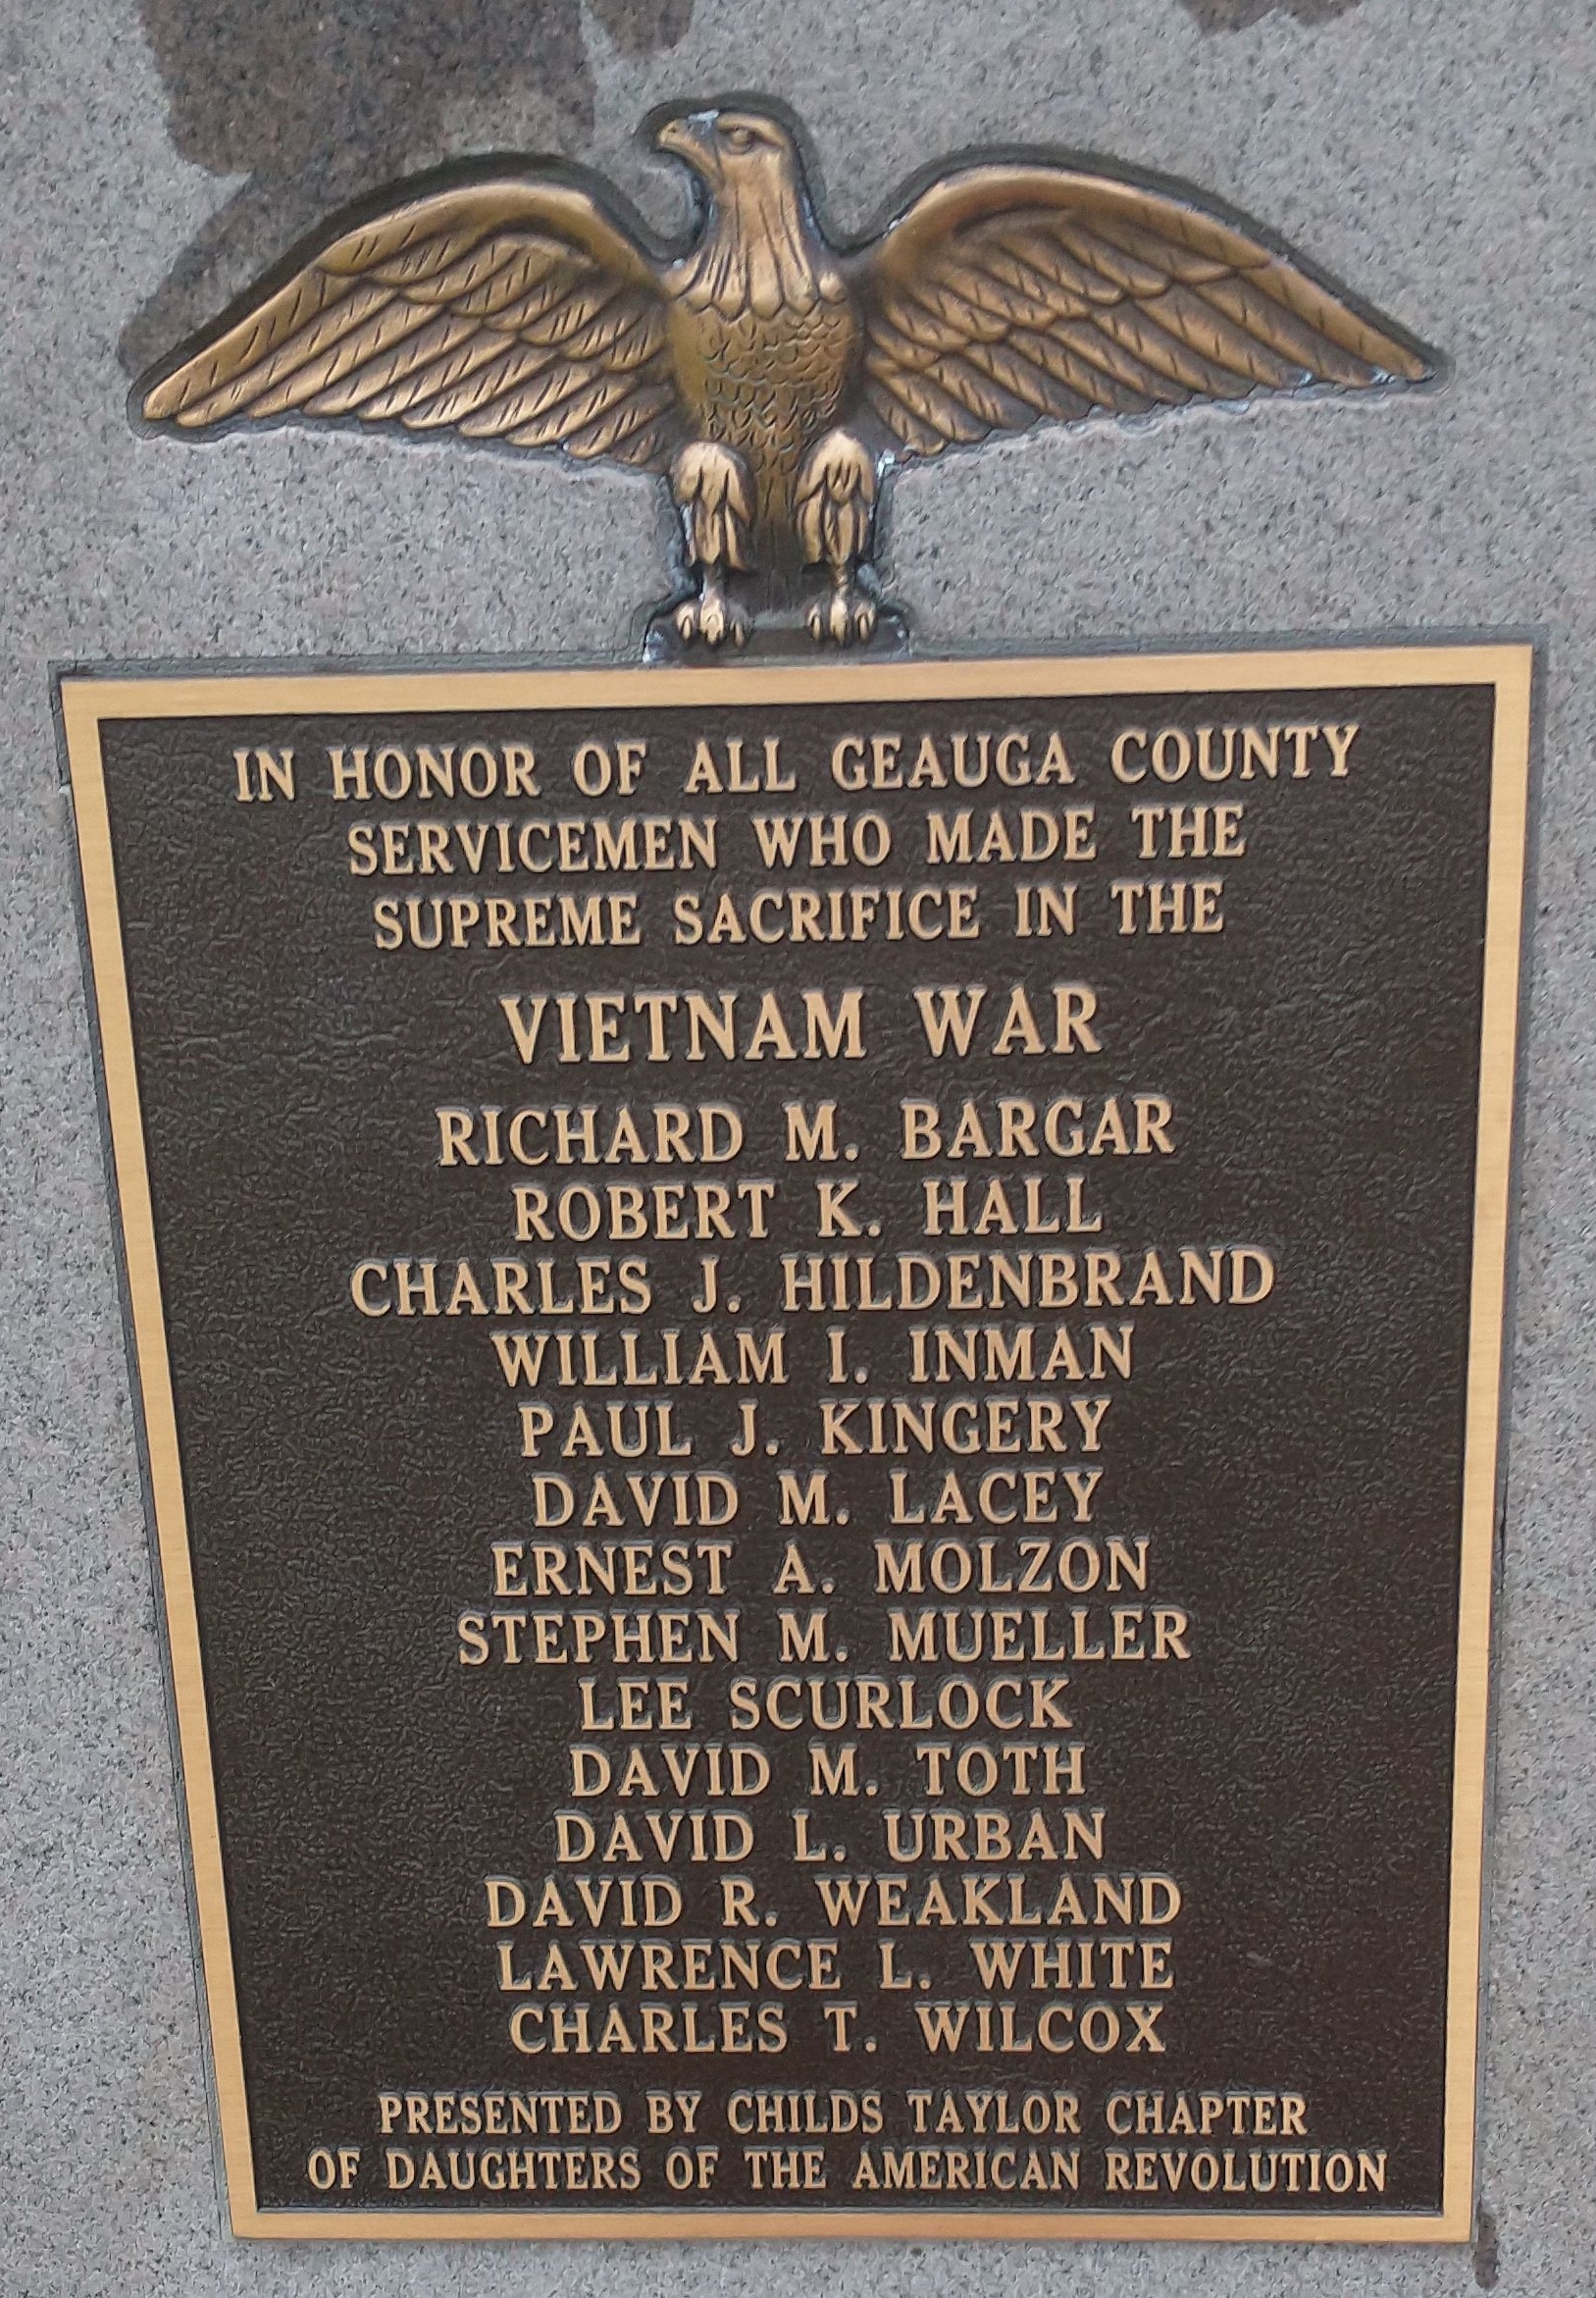 IN HONOR OF ALL GEAUGA COUNTY
SERVICEMEN WHO MADE THE
SUPREME SACRIFICE IN THE
VIETNAM WAR
RICHARD M. BARGAR
ROBERT K. HALL
CHARLES J. HILDENBRAND
WILLIAM I. INMAN
PAUL J. KINGERY
DAVID M. LACEY
ERNEST A. MOLZON
STEPHEN M. MUELLER
LEE SCURLOCK
DAVID M. TOTH
DAVID L. URBAN
DAVID R. WEAKLAND
LAWRENCE L. WHITE
CHARLES T. WILCOX
PRESENTED BY CHILDS TAYLOR CHAPTER
OF DAUGHTERS OF THE AMERICAN REVOLUTION